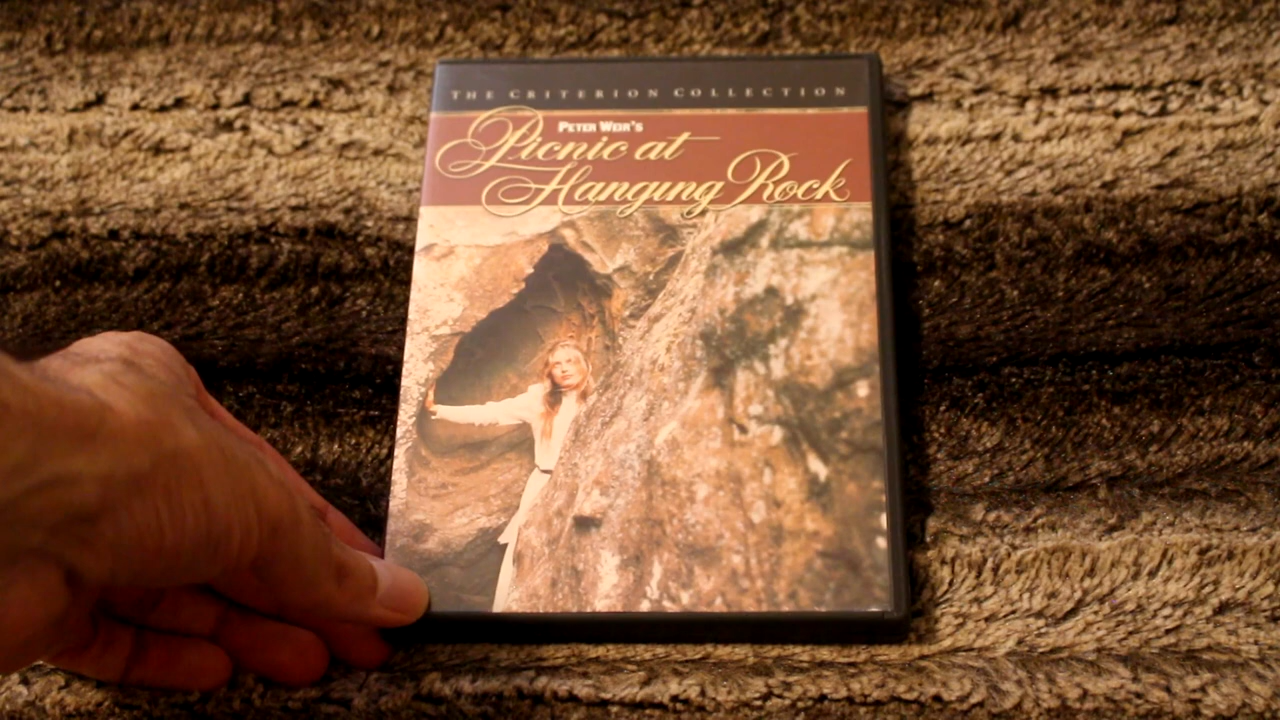 THE CRITERION COLLECTION
PETER WEIR'S
Picnic at
Hanging Rock